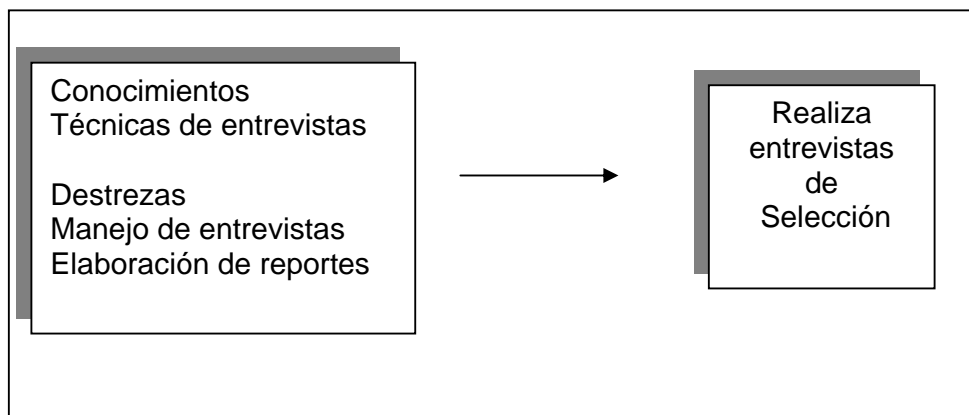 Conocimientos
Técnicas de entrevistas
Destrezas
Manejo de entrevistas
Elaboración de reportes
Realiza
entrevistas
de
Selección